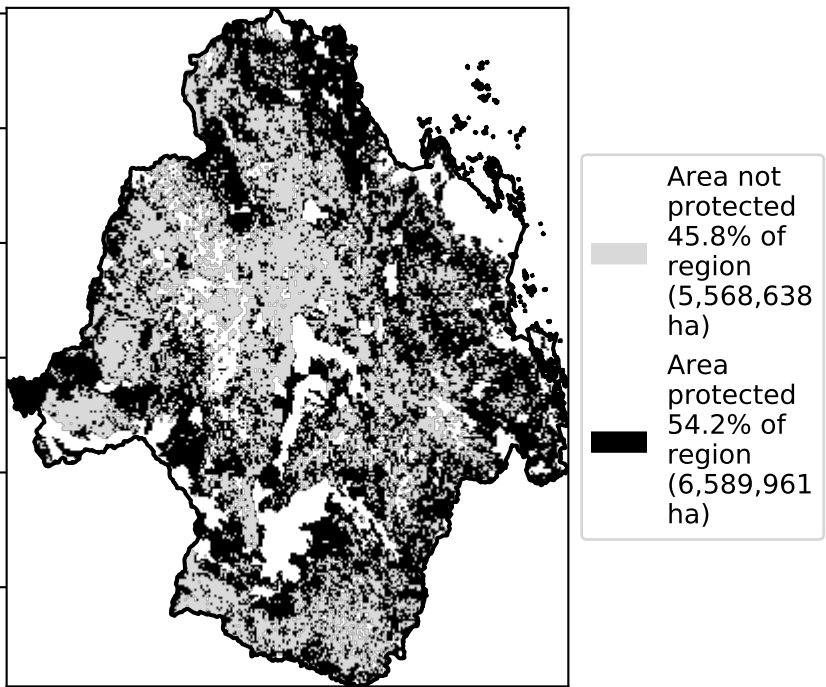 Area not
protected
45.8% of
region
(5,568,638
ha)
Area
protected
54.2% of
region
(6,589,961
ha)